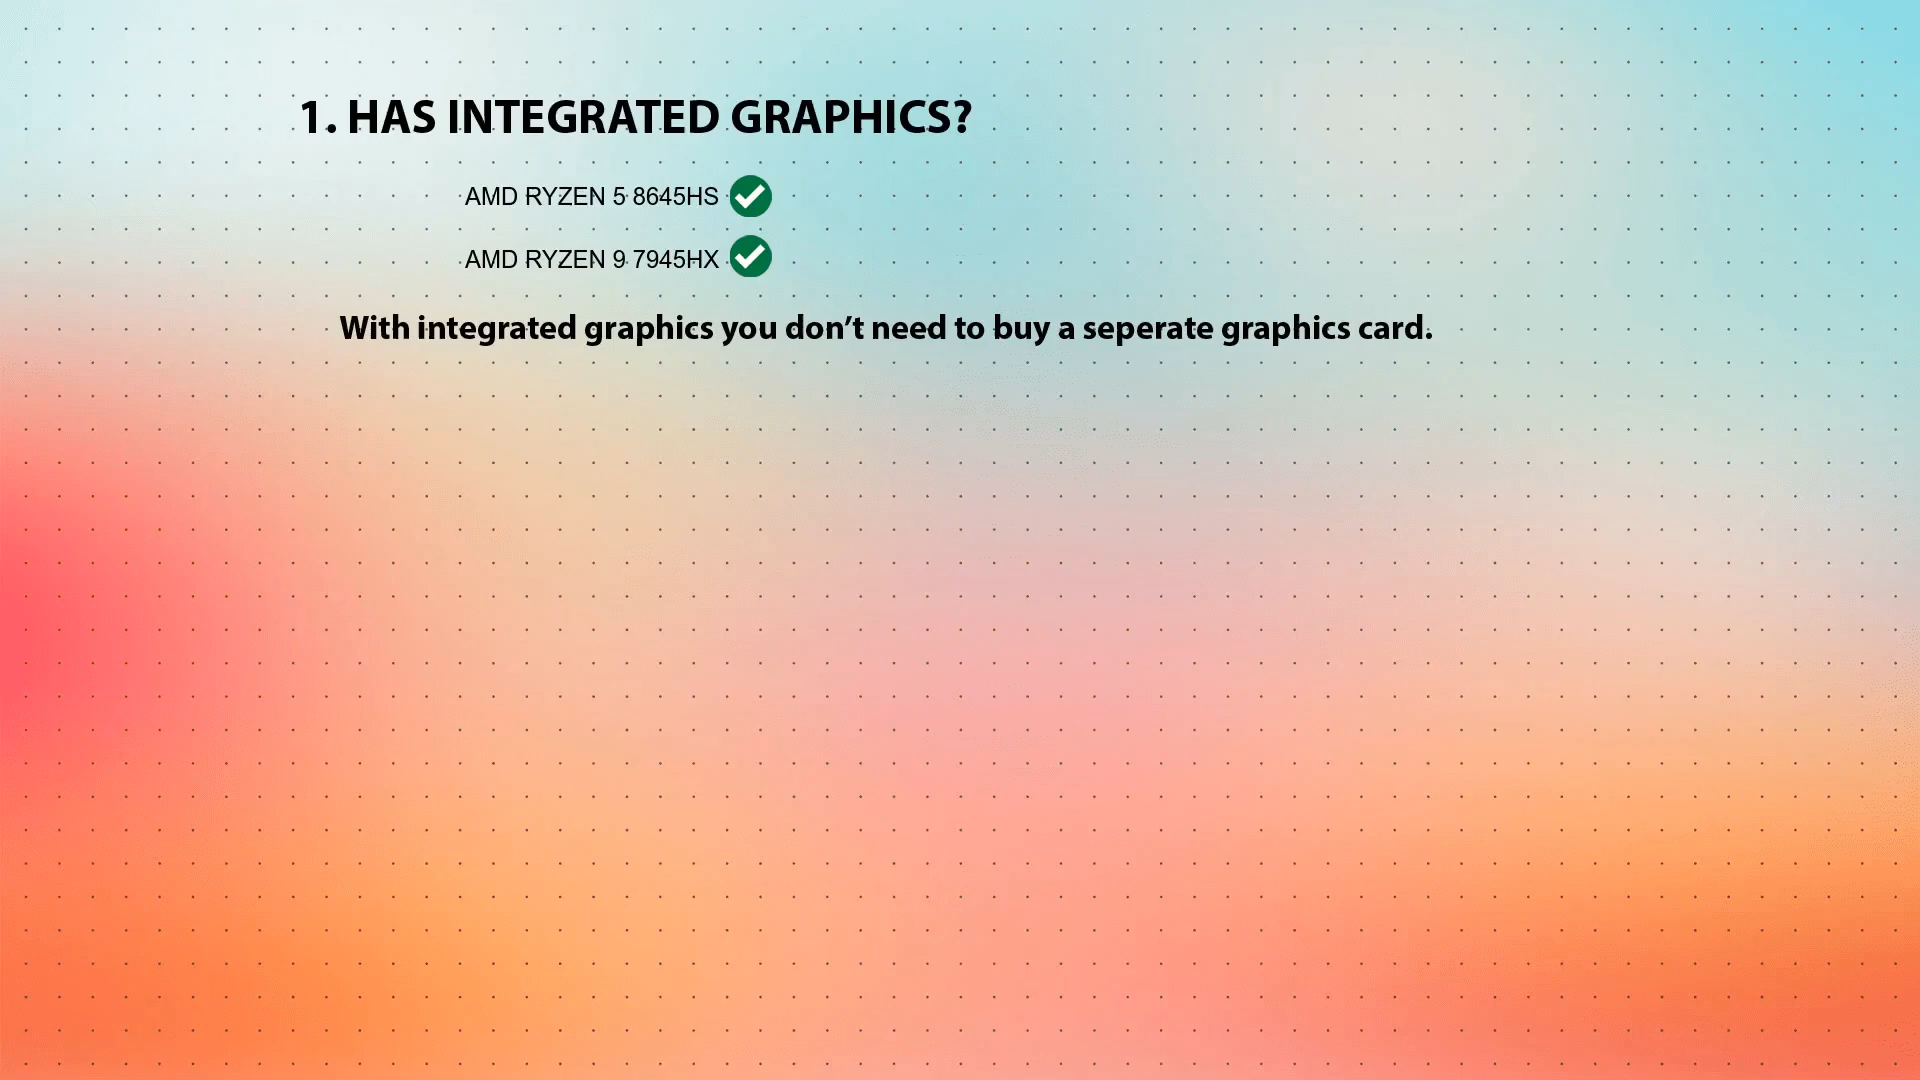 1. HAS INTEGRATED GRAPHICS?
AMD RYZEN 5 8645HS
AMD RYZEN 9 7945HX
With integrated graphics you don’t need to buy a seperate graphics card.